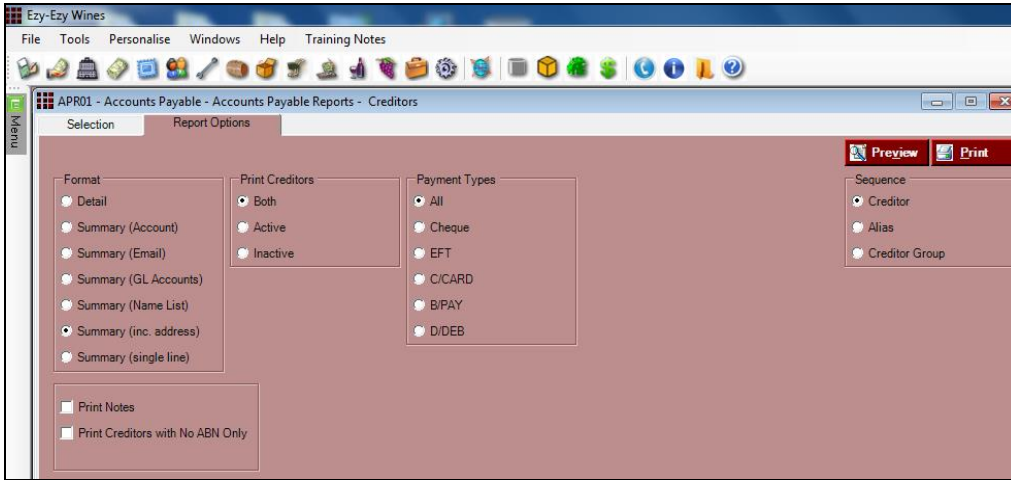 Ezy-Ezy Wines
File Tools Personalise Windows Help Training Notes
Menu
APR01 - Accounts Payable - Accounts Payable Reports - Creditors
Selection Report Options
Preview Print
Format
Detail
Summary (Account)
Summary (Email)
Summary (GL Accounts)
Summary (Name List)
Summary (inc. address)
Summary (single line)
Print Creditors
Both
Active
Inactive
Payment Types
All
Cheque
EFT
C/CARD
B/PAY
D/DEB
Sequence
Creditor
Alias
Creditor Group
Print Notes
Print Creditors with No ABN Only